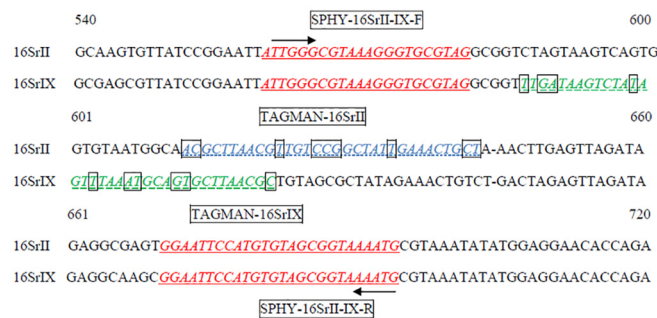 540 SPHY-16SrII-IX-F 600
16SrII GCAAGTGTTATCCGGAATTATTGGGCGTAAAGGGTGCGTAGGCGGTCTAGTAAGTCAGTG
16SrIX GCGAGCGTTATCCGGAATTATTGGGCGTAAAGGGTGCGTAGGCGGTTTGATAAGTCTATA
601 TAGMAN-16SrII 660
16SrII GTGTAATGGCAACGCTTAACGTTGTCCGGCTATTGAAACTGCTA-AACTTGAGTTAGATA
16SrIX GTTTAAATGCAGTGCTTAACGCTGTAGCGCTATAGAAACTGTCT-GACTAGAGTTAGATA
661 TAGMAN-16SrIX 720
16SrII GAGGCGAGTGGAATTCCATGTGTAGCGGTAAAATGCGTAAATATATGGAGGAACACCAGA
16SrIX GAGGCAAGCGGAATTCCATGTGTAGCGGTAAAATGCGTAAATATATGGAGGAACACCAGA
SPHY-16SrII-IX-R